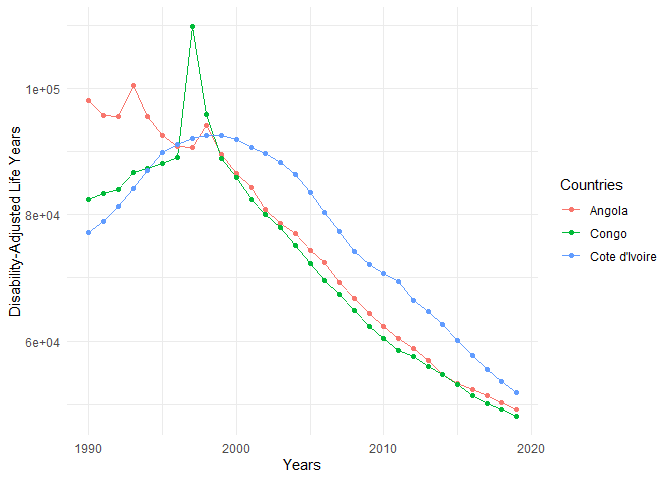 1e+05
8e+04
6e+04
Disability-Adjusted Life Years
1990
2000
2010
2020
Years
Countries
Angola
Congo
Cote d'Ivoire